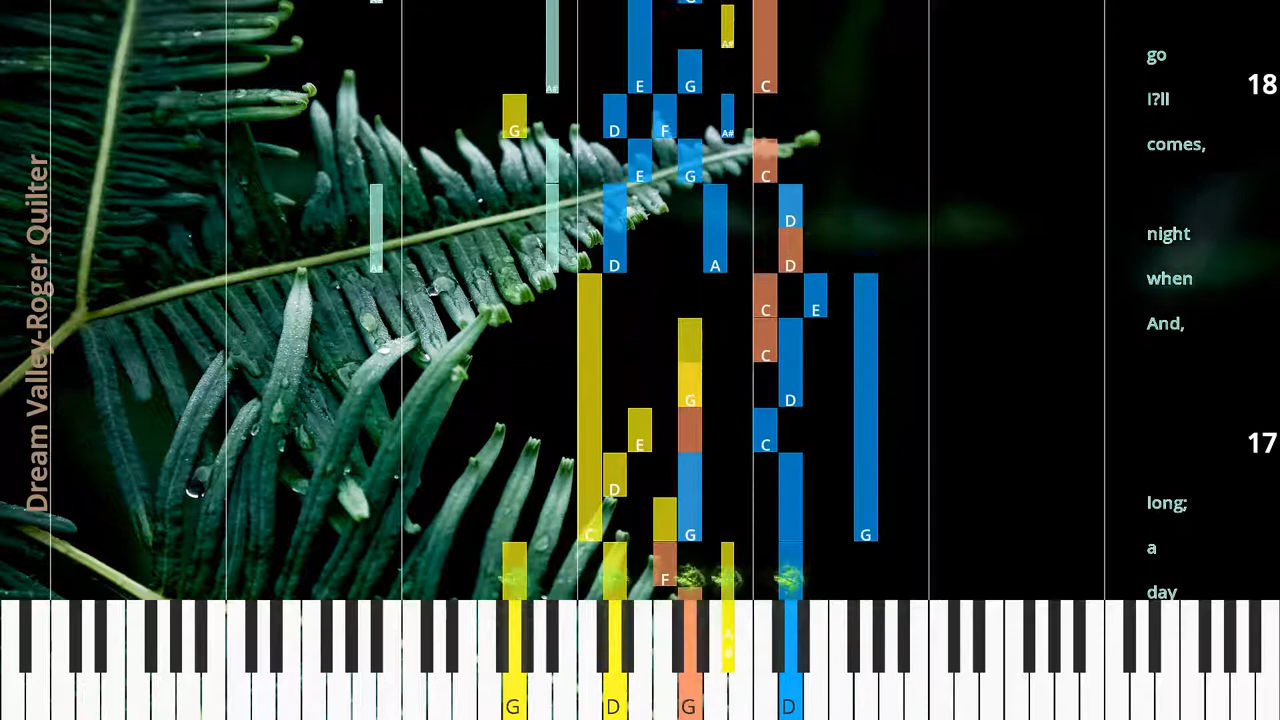 Dream Valley-Roger Quilter
go
18
I?ll
comes,
night
when
And,
17
long;
a
day
A#
A#
E G C
G D F A#
E G C
D
A# D A D
C E
C
G D
E C
D
C G G
F
A
#
G D G D